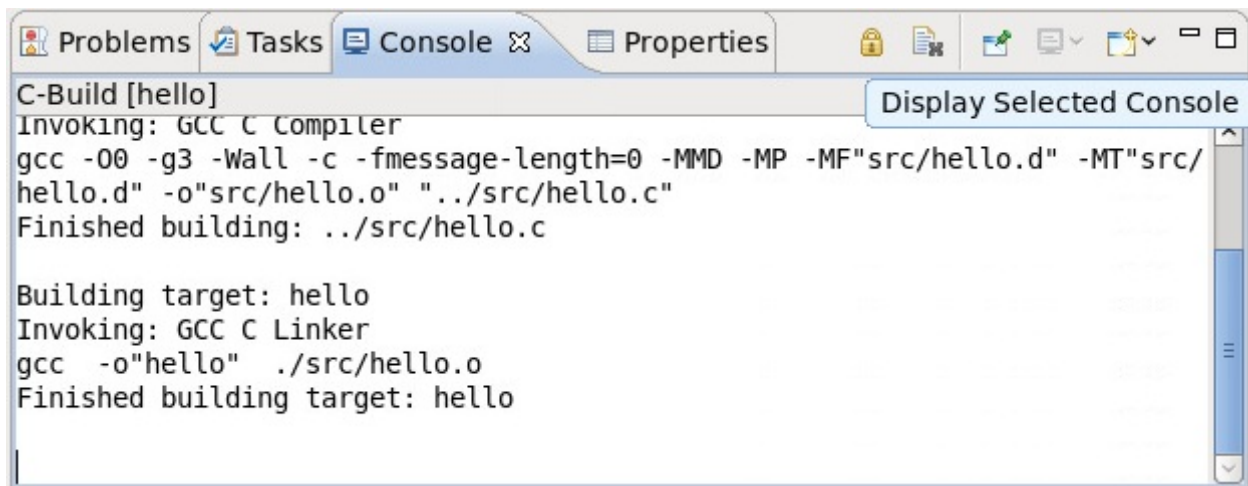 Problems Tasks Console Properties
C-Build [hello]
Display Selected Console
Invoking: GCC C Compiler
gcc -O0 -g3 -Wall -c -fmessage-length=0 -MMD -MP -MF"src/hello.d" -MT"src/
hello.d" -o"src/hello.o" "../src/hello.c"
Finished building: ../src/hello.c
Building target: hello
Invoking: GCC C Linker
gcc  -o"hello"  ./src/hello.o
Finished building target: hello